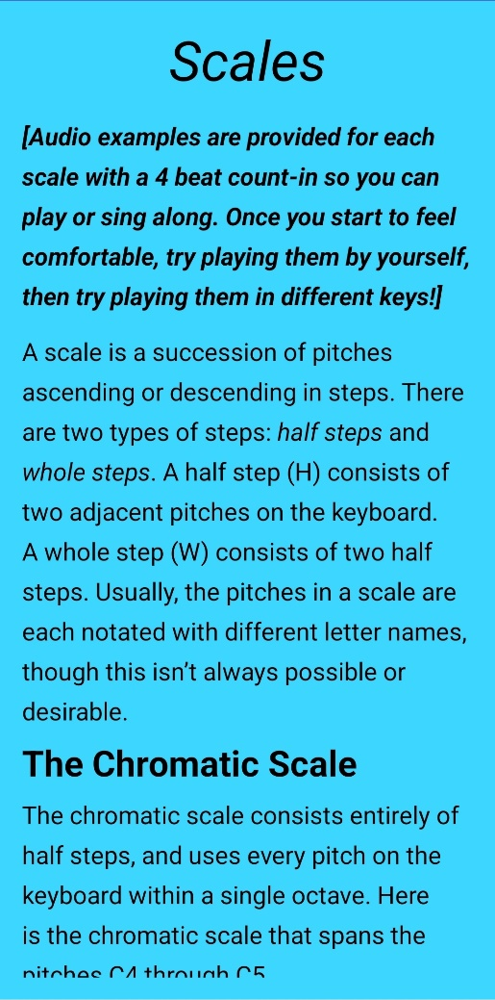 Scales
[Audio examples are provided for each
scale with a 4 beat count-in so you can
play or sing along. Once you start to feel
comfortable, try playing them by yourself,
then try playing them in different keys!]
A scale is a succession of pitches
ascending or descending in steps. There
are two types of steps: half steps and
whole steps. A half step (H) consists of
two adjacent pitches on the keyboard.
A whole step (W) consists of two half
steps. Usually, the pitches in a scale are
each notated with different letter names,
though this isn’t always possible or
desirable.
The Chromatic Scale
The chromatic scale consists entirely of
half steps, and uses every pitch on the
keyboard within a single octave. Here
is the chromatic scale that spans the
pitches C4 through C5